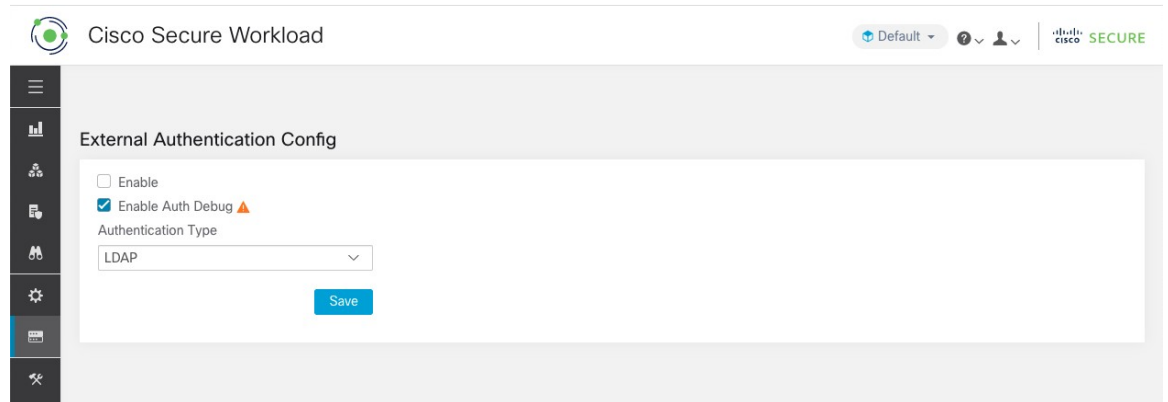 Cisco Secure Workload
Default
cisco SECURE
External Authentication Config
Enable
Enable Auth Debug
Authentication Type
LDAP
Save